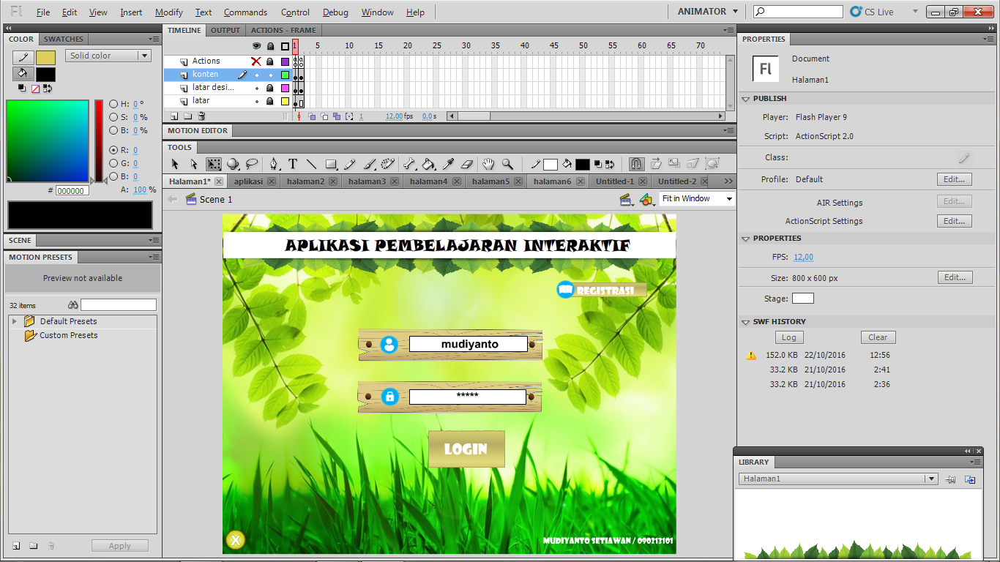 Fl File Edit View Insert Modify Text Commands Control Debug Window Help ANIMATOR CS Live
COLOR SWATCHES
Solid color
H: 0 °
S: 0 %
B: 0 %
R: 0
G: 0
B: 0
# 000000 A: 100 %
SCENE
MOTION PRESETS
Preview not available
32 items
Default Presets
Custom Presets
Apply
TIMELINE OUTPUT ACTIONS - FRAME
1 5 10 15 20 25 30 35 40 45 50 55 60 65 70
Actions
konten
latar desi...
latar
1 12.00 fps 0.0 s
MOTION EDITOR
TOOLS
T
Halaman1* aplikasi halaman2 halaman3 halaman4 halaman5 halaman6 Untitled-1 Untitled-2 >>
Scene 1 Fit in Window
APLIKASI PEMBELAJARAN INTERAKTIF
REGISTRASI
mudiyanto
*****
LOGIN
X
MUDIYANTO SETIAWAN / 090213101
PROPERTIES
Fl
Document
Halaman1
PUBLISH
Player: Flash Player 9
Script: ActionScript 2.0
Class:
Profile: Default Edit...
AIR Settings Edit...
ActionScript Settings Edit...
PROPERTIES
FPS: 12,00
Size: 800 x 600 px Edit...
Stage:
SWF HISTORY
Log Clear
152.0 KB 22/10/2016 12:56
33.2 KB 21/10/2016 2:41
33.2 KB 21/10/2016 2:36
LIBRARY
Halaman1